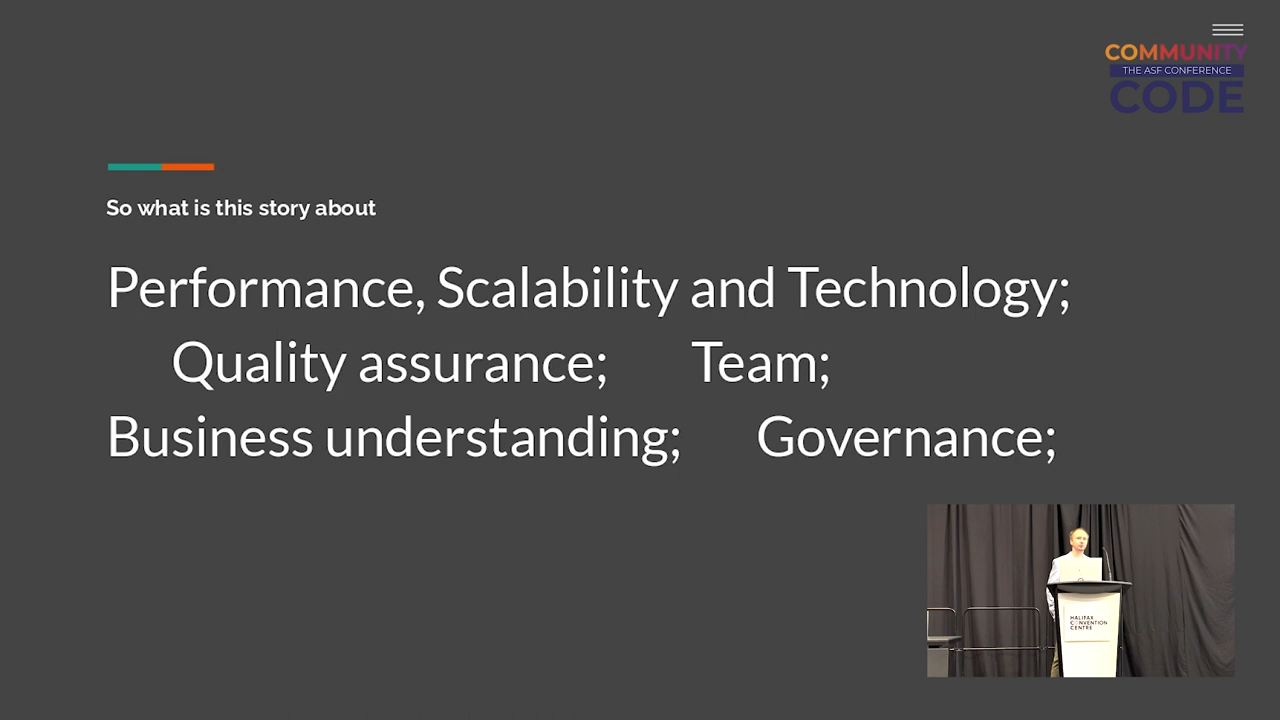 COMMUNITY
THE ASF CONFERENCE
CODE
So what is this story about
Performance, Scalability and Technology;
Quality assurance; Team;
Business understanding; Governance;
HALIFAX
CONVENTION
CENTRE